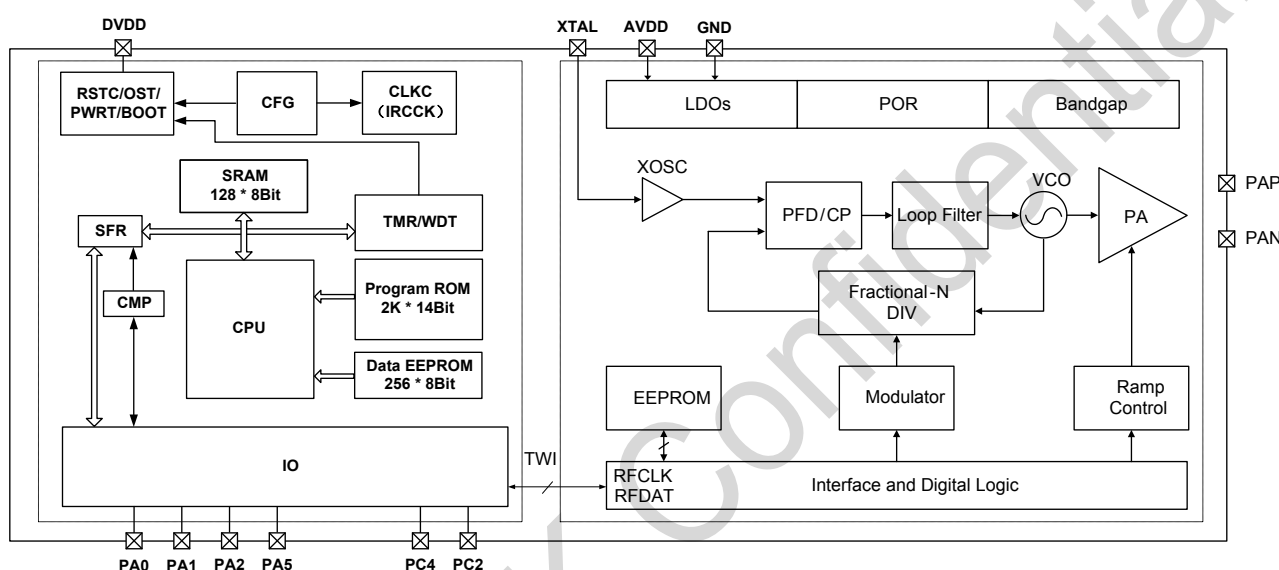 DVDD
XTAL AVDD GND
RSTC/OST/
PWRT/BOOT
CFG
CLKC
(IRCCK)
SRAM
128 * 8Bit
SFR
TMR/WDT
CMP
CPU
Program ROM
2K * 14Bit
Data EEPROM
256 * 8Bit
IO
TWI
PA0 PA1 PA2 PA5 PC4 PC2
LDOs POR Bandgap
XOSC
PFD/CP
Loop Filter
VCO
PA
PAP
PAN
Fractional-N
DIV
EEPROM
Modulator
Ramp
Control
RFCLK
RFDAT
Interface and Digital Logic
Confidential